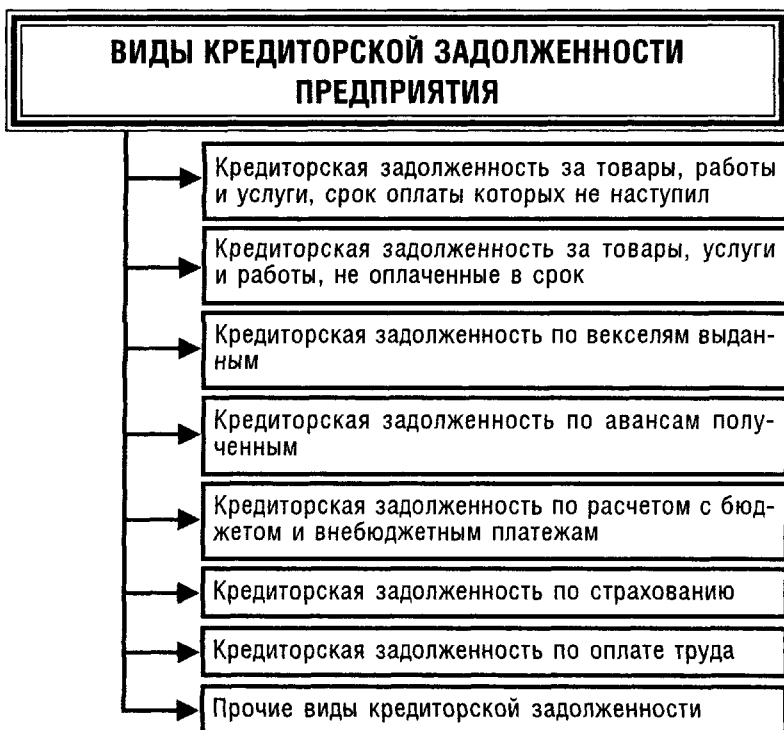 ВИДЫ КРЕДИТОРСКОЙ ЗАДОЛЖЕННОСТИ
ПРЕДПРИЯТИЯ
Кредиторская задолженность за товары, работы
и услуги, срок оплаты которых не наступил
Кредиторская задолженность за товары, услуги
и работы, не оплаченные в срок
Кредиторская задолженность по векселям выдан-
ным
Кредиторская задолженность по авансам полу-
ченным
Кредиторская задолженность по расчетом с бюд-
жетом и внебюджетным платежам
Кредиторская задолженность по страхованию
Кредиторская задолженность по оплате труда
Прочие виды кредиторской задолженности